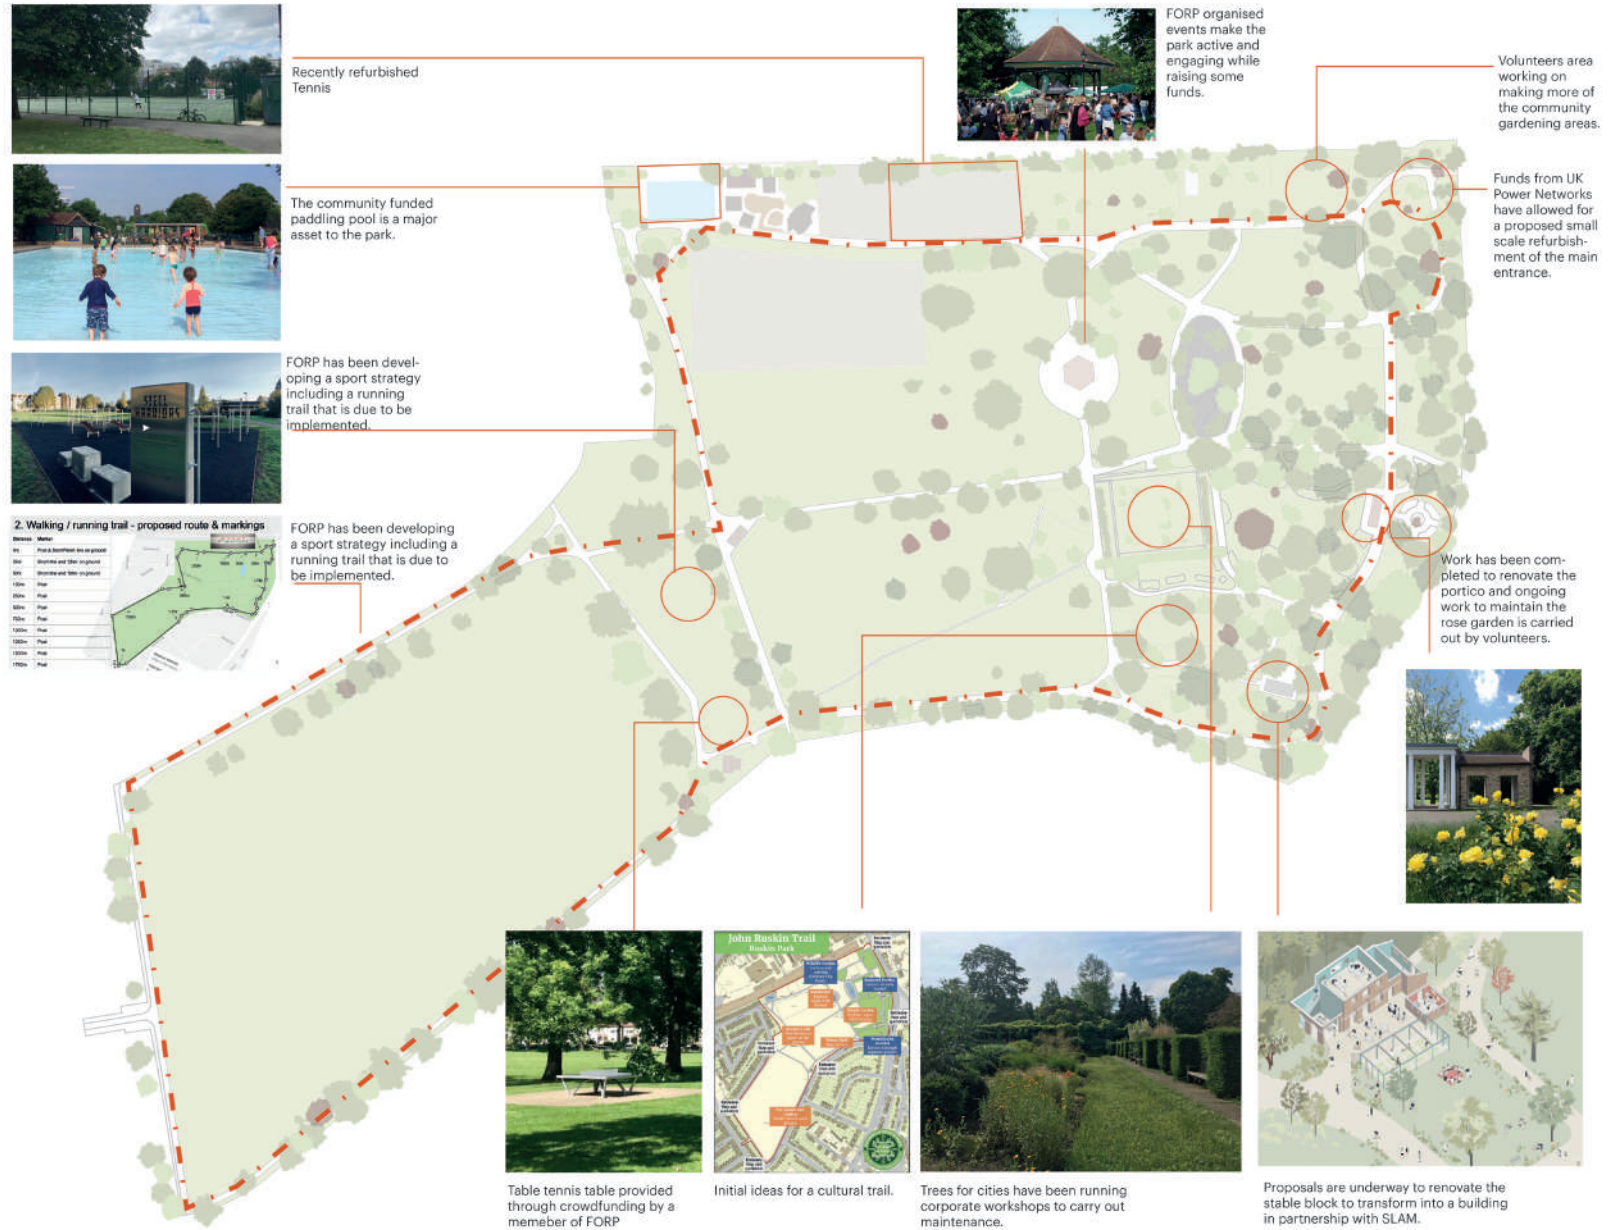 Recently refurbished
Tennis
The community funded
paddling pool is a major
asset to the park.
FORP has been devel-
oping a sport strategy
including a running
trail that is due to be
implemented.
STEEL
WARRIORS
2. Walking / running trail - proposed route & markings
Distance Marker
FORP has been developing
a sport strategy including a
running trail that is due to
be implemented.
FORP organised
events make the
park active and
engaging while
raising some
funds.
Volunteers area
working on
making more of
the community
gardening areas.
Funds from UK
Power Networks
have allowed for
a proposed small
scale refurbish-
ment of the main
entrance.
Work has been com-
pleted to renovate the
portico and ongoing
work to maintain the
rose garden is carried
out by volunteers.
John Ruskin Trail
Ruskin Park
Table tennis table provided
through crowdfunding by a
memeber of FORP
Initial ideas for a cultural trail.
Trees for cities have been running
corporate workshops to carry out
maintenance.
Proposals are underway to renovate the
stable block to transform into a building
in partnership with SLAM.